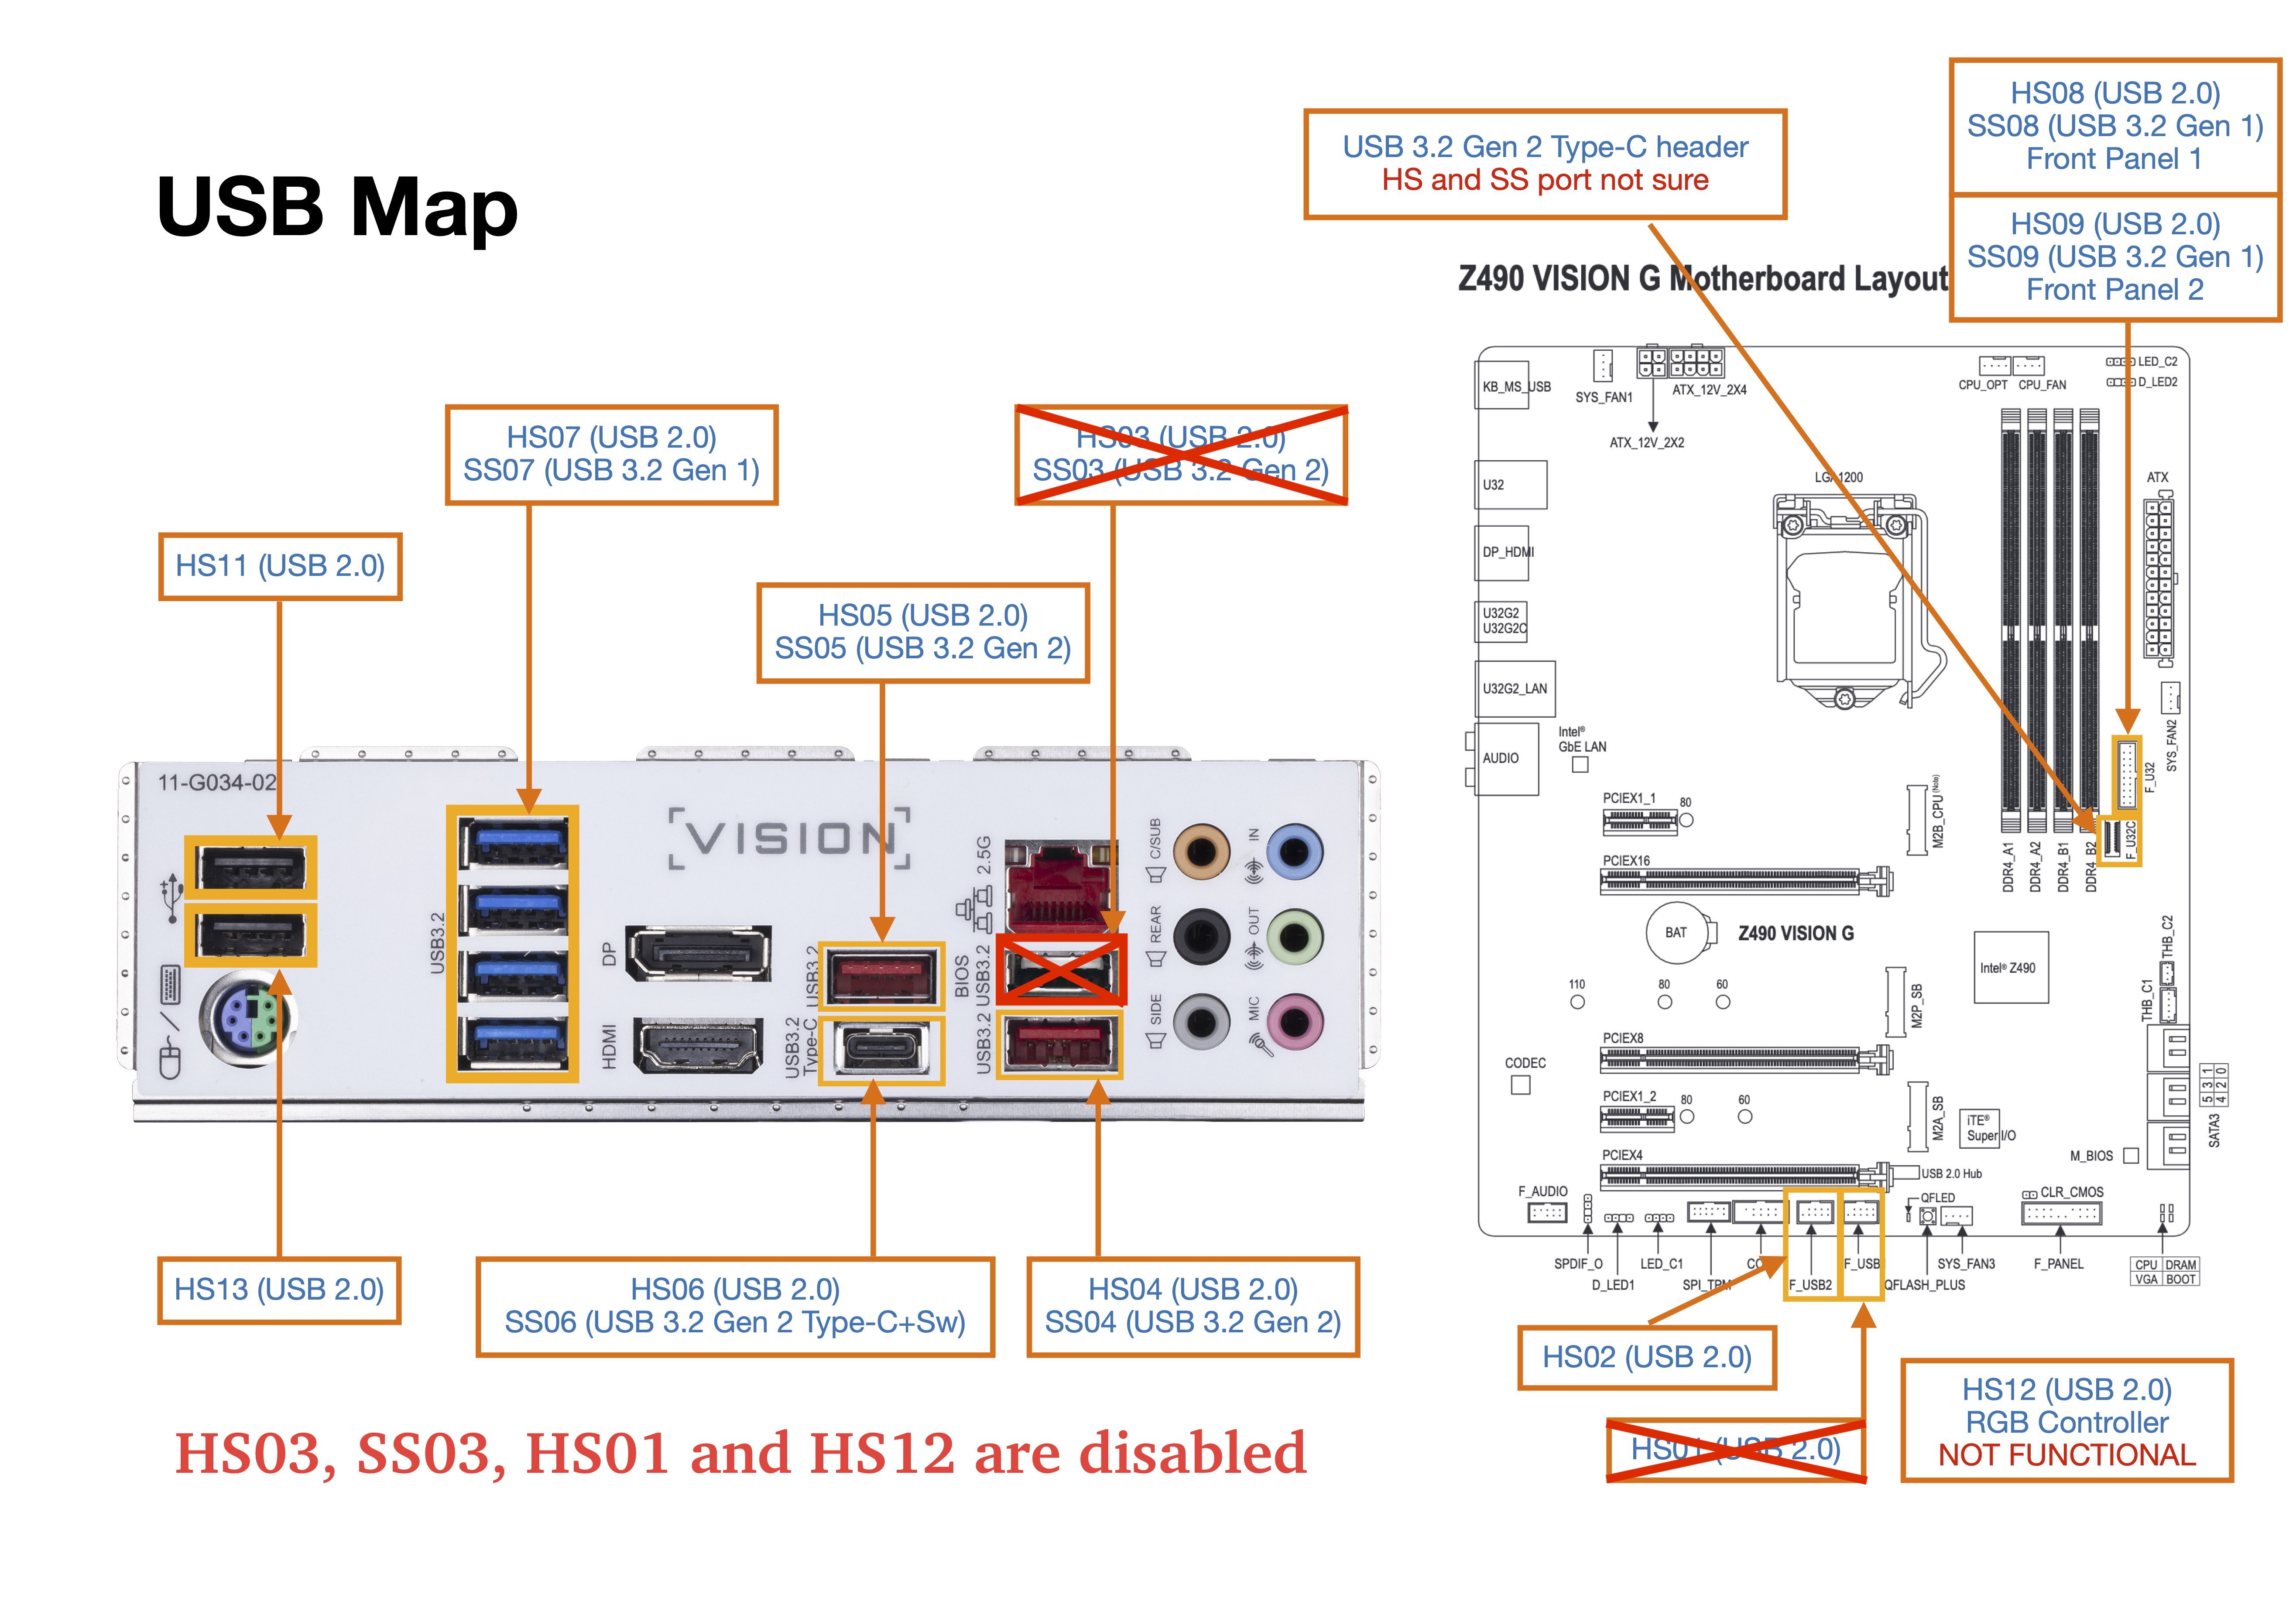 USB Map
HS08 (USB 2.0)
SS08 (USB 3.2 Gen 1)
Front Panel 1
HS09 (USB 2.0)
SS09 (USB 3.2 Gen 1)
Front Panel 2
USB 3.2 Gen 2 Type-C header
HS and SS port not sure
Z490 VISION G Motherboard Layout
HS07 (USB 2.0)
SS07 (USB 3.2 Gen 1)
HS03 (USB 2.0)
SS03 (USB 3.2 Gen 2)
HS11 (USB 2.0)
HS05 (USB 2.0)
SS05 (USB 3.2 Gen 2)
11-G034-02
VISION
USB3.2
DP
HDMI
USB3.2
USB3.2
Type-C
2.5G
BIOS
USB3.2
USB3.2
C/SUB
REAR
SIDE
IN
OUT
MIC
HS13 (USB 2.0)
HS06 (USB 2.0)
SS06 (USB 3.2 Gen 2 Type-C+Sw)
HS04 (USB 2.0)
SS04 (USB 3.2 Gen 2)
HS03, SS03, HS01 and HS12 are disabled
KB_MS_USB
SYS_FAN1
ATX_12V_2X4
ATX_12V_2X2
CPU_OPT
CPU_FAN
LED_C2
D_LED2
U32
LGA1200
ATX
DP_HDMI
U32G2
U32G2C
U32G2_LAN
AUDIO
Intel®
GbE LAN
SYS_FAN2
F_U32
F_U32C
DDR4_A1
DDR4_A2
DDR4_B1
DDR4_B2
PCIEX1_1
80
M2B_CPU (Note)
PCIEX16
BAT
Z490 VISION G
Intel® Z490
THB_C2
THB_C1
110
80
60
M2P_SB
PCIEX8
CODEC
PCIEX1_2
80
60
M2A_SB
iTE®
Super I/O
5 3 1
4 2 0
SATA3
M_BIOS
PCIEX4
USB 2.0 Hub
F_AUDIO
QFLED
CLR_CMOS
SPDIF_O
D_LED1
LED_C1
SPI_TPM
F_USB2
QFLASH_PLUS
SYS_FAN3
F_PANEL
CPU DRAM
VGA BOOT
HS02 (USB 2.0)
HS01 (USB 2.0)
HS12 (USB 2.0)
RGB Controller
NOT FUNCTIONAL